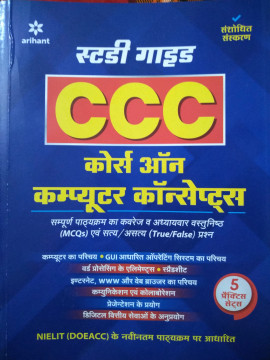 arihant
संशोधित
संस्करण
स्टडी गाइड
CCC
कोर्स ऑन
कम्प्यूटर कॉन्सेप्ट्स
सम्पूर्ण पाठ्यक्रम का कवरेज व अध्यायवार वस्तुनिष्ठ
(MCQs) एवं सत्य/असत्य (True/False) प्रश्न
कम्प्यूटर का परिचय • GUI आधारित ऑपरेटिंग सिस्टम का परिचय
वर्ड प्रोसेसिंग के एलिमेण्ट्स • स्प्रैडशीट
इण्टरनेट, WWW और वेब ब्राउजर का परिचय
कम्युनिकेशन एवं कोलाबोरेशन
प्रेजेन्टेशन के प्रयोग
डिजिटल वित्तीय सेवाओं के अनुप्रयोग
5
प्रैक्टिस
सेट्स
NIELIT (DOEACC) के नवीनतम पाठ्यक्रम पर आधारित